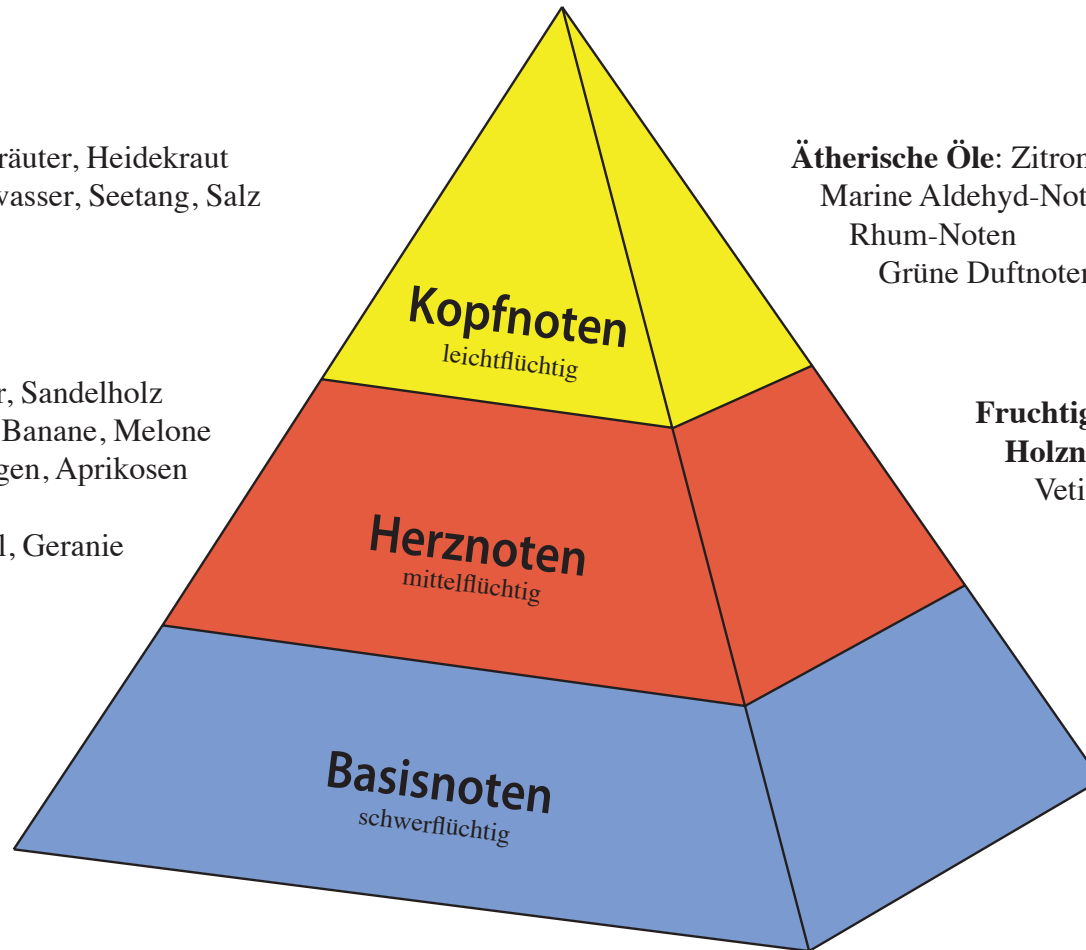 räuter, Heidekraut
wasser, Seetang, Salz
Ätherische Öle: Zitron
Marine Aldehyd-Not
Rhum-Noten
Grüne Duftnoten
Kopfnoten
leichtflüchtig
r, Sandelholz
Banane, Melone
gen, Aprikosen
l, Geranie
Fruchtig
Holzn
Veti
Herznoten
mittelflüchtig
Basisnoten
schwerflüchtig